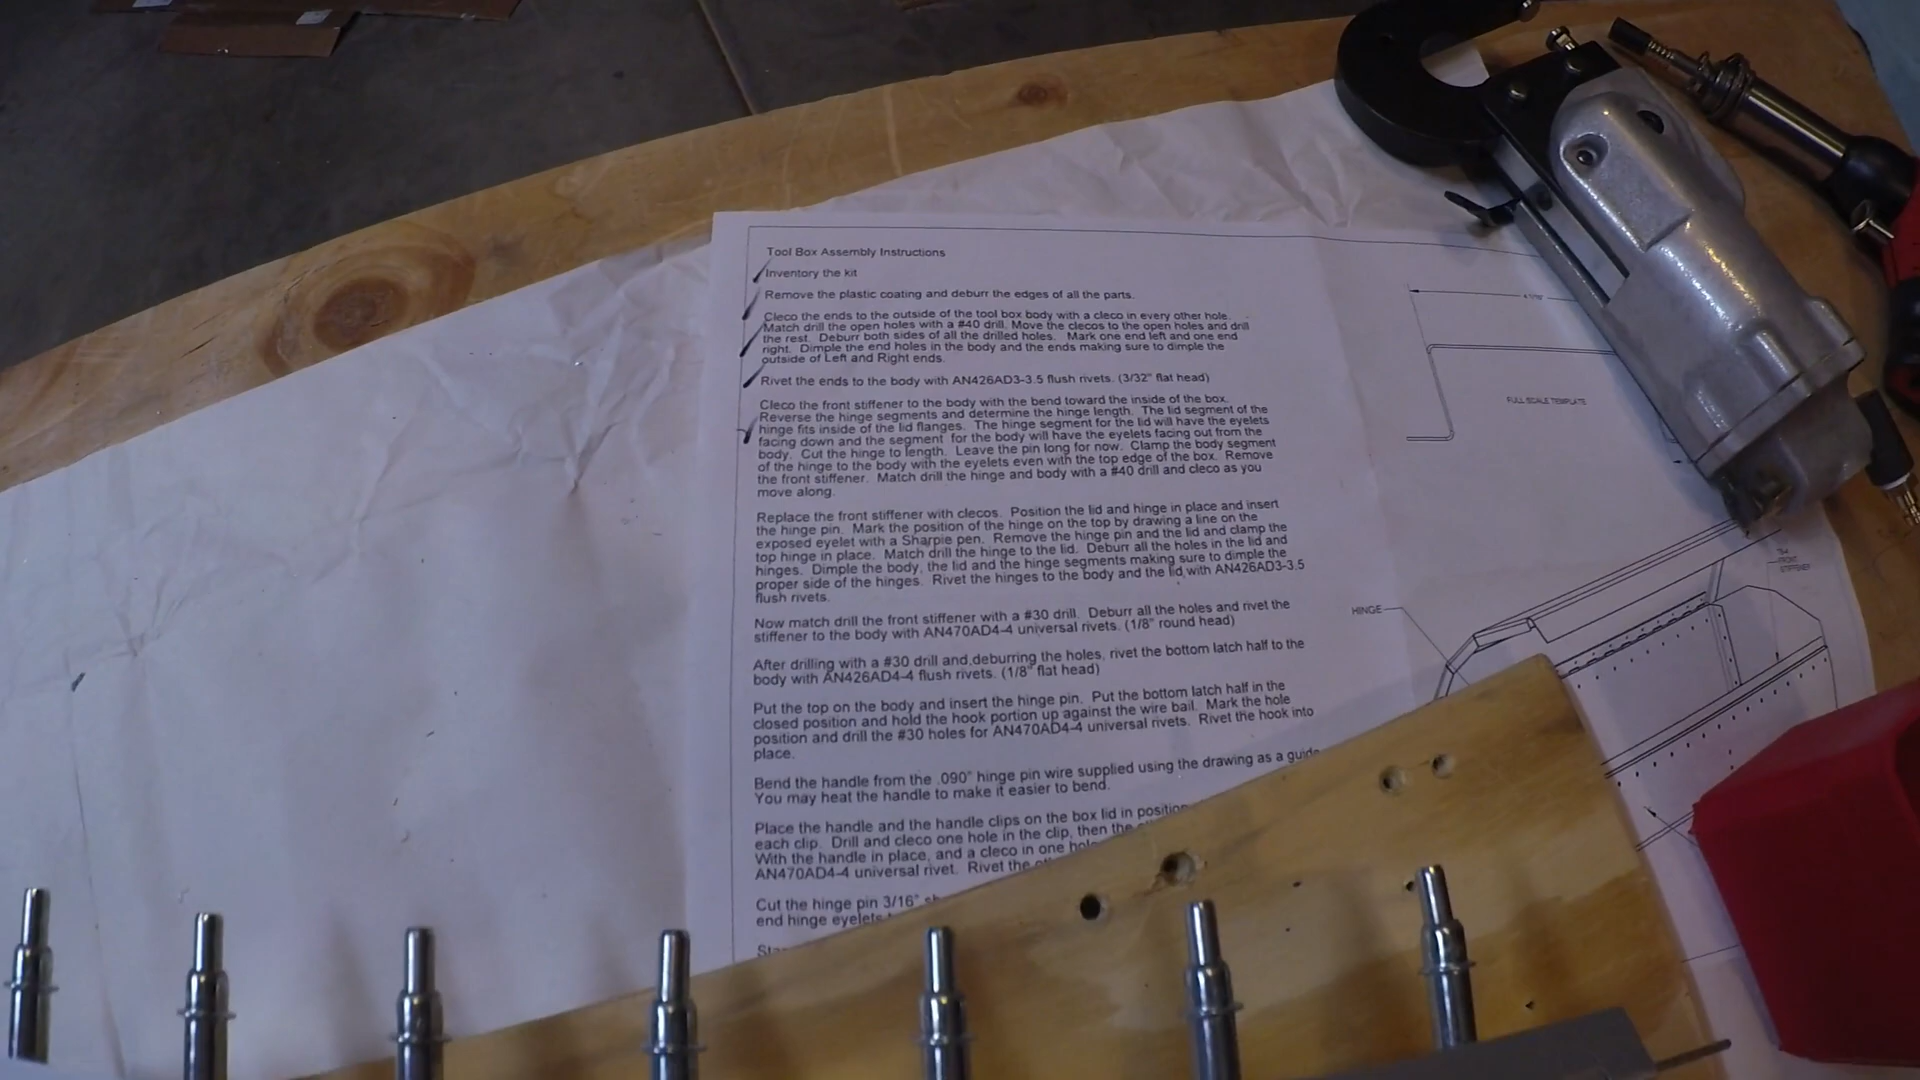 Tool Box Assembly Instructions
Inventory the kit
Remove the plastic coating and deburr the edges of all the parts.
Cleco the ends to the outside of the tool box body with a cleco in every other hole.
Match drill the open holes with a #40 drill. Move the clecos to the open holes and drill
the rest. Deburr both sides of all the drilled holes. Mark one end left and one end
right. Dimple the end holes in the body and the ends making sure to dimple the
outside of Left and Right ends.
Rivet the ends to the body with AN426AD3-3.5 flush rivets. (3/32" flat head)
Cleco the front stiffener to the body with the bend toward the inside of the box.
Reverse the hinge segments and determine the hinge length. The lid segment of the
hinge fits inside of the lid flanges. The hinge segment for the lid will have the eyelets
facing down and the segment for the body will have the eyelets facing out from the
body. Cut the hinge to length. Leave the pin long for now. Clamp the body segment
of the hinge to the body with the eyelets even with the top edge of the box. Remove
the front stiffener. Match drill the hinge and body with a #40 drill and cleco as you
move along.
Replace the front stiffener with clecos. Position the lid and hinge in place and insert
the hinge pin. Mark the position of the hinge on the top by drawing a line on the
exposed eyelet with a Sharpie pen. Remove the hinge pin and the lid and clamp the
top hinge in place. Match drill the hinge to the lid. Deburr all the holes in the lid and
hinges. Dimple the body, the lid and the hinge segments making sure to dimple the
proper side of the hinges. Rivet the hinges to the body and the lid with AN426AD3-3.5
flush rivets.
Now match drill the front stiffener with a #30 drill. Deburr all the holes and rivet the
stiffener to the body with AN470AD4-4 universal rivets. (1/8" round head)
After drilling with a #30 drill and deburring the holes, rivet the bottom latch half to the
body with AN426AD4-4 flush rivets. (1/8" flat head)
Put the top on the body and insert the hinge pin. Put the bottom latch half in the
closed position and hold the hook portion up against the wire bail. Mark the hole
position and drill the #30 holes for AN470AD4-4 universal rivets. Rivet the hook into
place.
Bend the handle from the .090" hinge pin wire supplied using the drawing as a guide
You may heat the handle to make it easier to bend.
Place the handle and the handle clips on the box lid in position
each clip. Drill and cleco one hole in the clip, then the
With the handle in place, and a cleco in one hole
AN470AD4-4 universal rivet. Rivet the
Cut the hinge pin 3/16"
end hinge eyelets
FULL SCALE TEMPLATE
FRONT
STIFFENER
HINGE